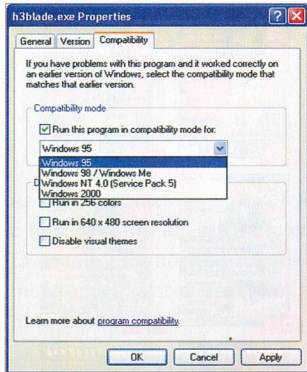 h3blade.exe Properties
General Version Compatibility
If you have problems with this program and it worked correctly on
an earlier version of Windows, select the compatibility mode that
matches that earlier version.
Compatibility mode
Run this program in compatibility mode for:
Windows 95
Windows 95
Windows 98 / Windows Me
Windows NT 4.0 (Service Pack 5)
Windows 2000
D
Run in 256 colors
Run in 640 x 480 screen resolution
Disable visual themes
Learn more about program compatibility.
OK Cancel Apply